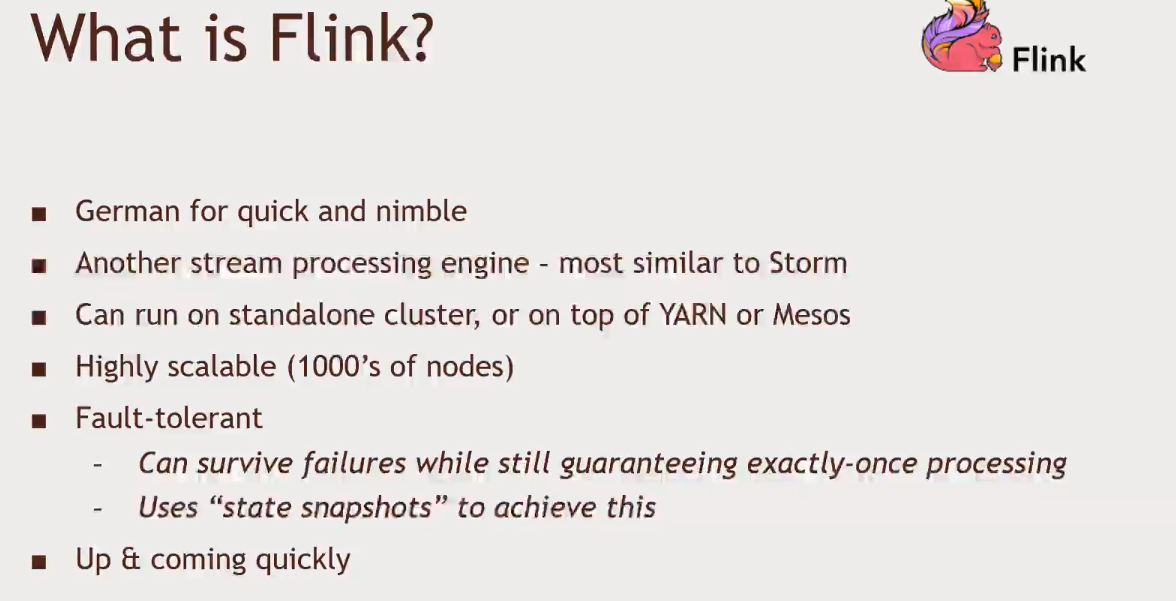 What is Flink?
Flink
■ German for quick and nimble
■ Another stream processing engine – most similar to Storm
■ Can run on standalone cluster, or on top of YARN or Mesos
■ Highly scalable (1000’s of nodes)
■ Fault-tolerant
– Can survive failures while still guaranteeing exactly-once processing
– Uses “state snapshots” to achieve this
■ Up & coming quickly